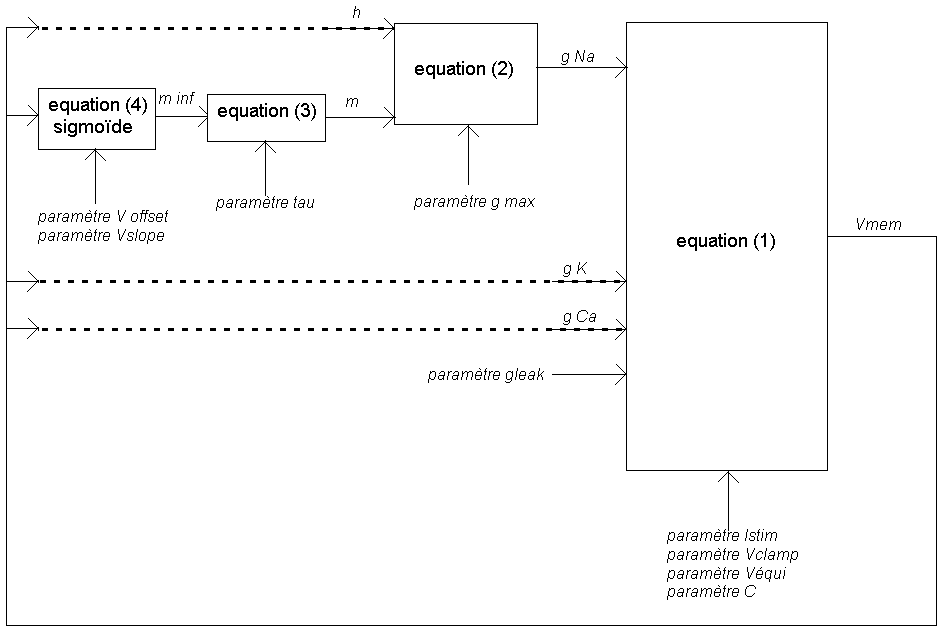 h
g Na
equation (2)
equation (4)
sigmoïde
m inf
equation (3)
m
paramètre tau
paramètre g max
paramètre V offset
paramètre Vslope
Vmem
equation (1)
g K
g Ca
paramètre gleak
paramètre Istim
paramètre Vclamp
paramètre Véqui
paramètre C